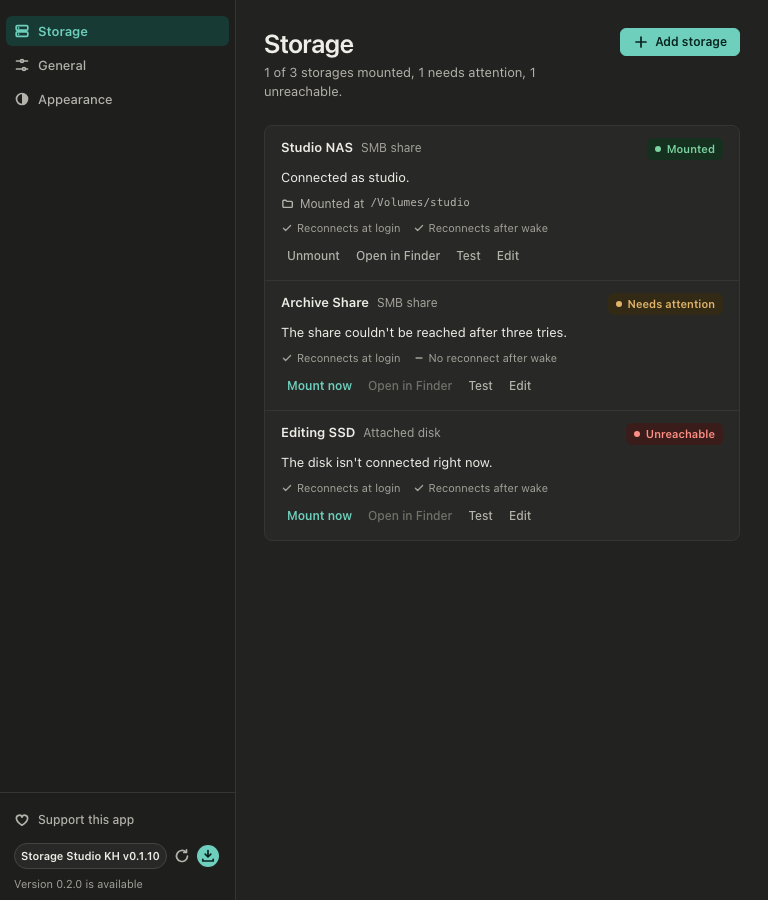 Storage
General
Appearance
Support this app
Storage Studio KH v0.1.10
Version 0.2.0 is available
Storage
Add storage
1 of 3 storages mounted, 1 needs attention, 1
unreachable.
Studio NAS SMB share Mounted
Connected as studio.
Mounted at /Volumes/studio
Reconnects at login Reconnects after wake
Unmount Open in Finder Test Edit
Archive Share SMB share Needs attention
The share couldn't be reached after three tries.
Reconnects at login No reconnect after wake
Mount now Open in Finder Test Edit
Editing SSD Attached disk Unreachable
The disk isn't connected right now.
Reconnects at login Reconnects after wake
Mount now Open in Finder Test Edit